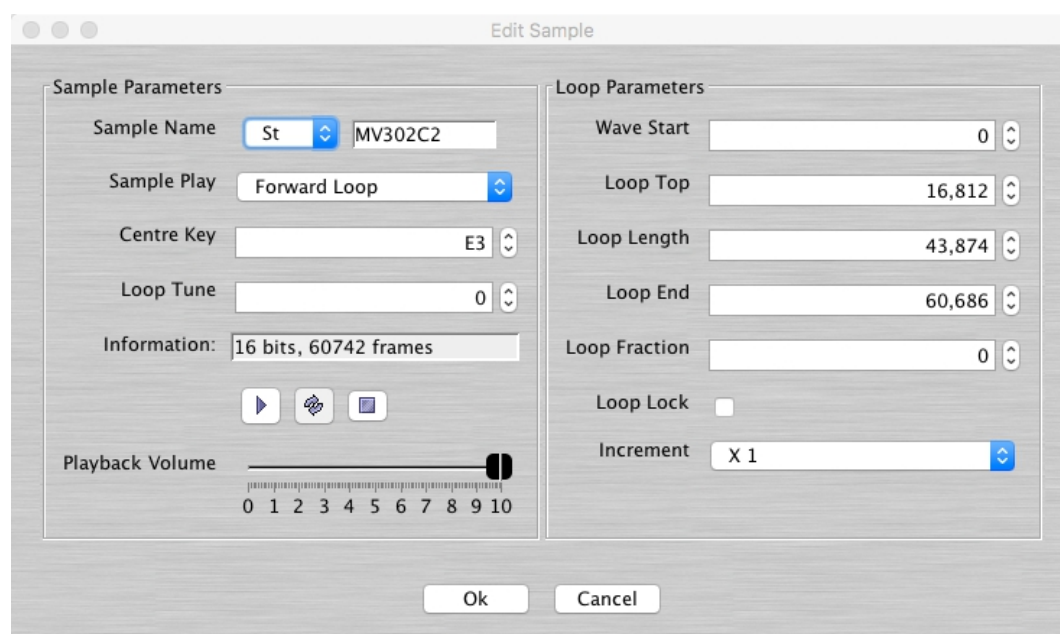 Edit Sample
Sample Parameters
Sample Name St MV302C2
Sample Play Forward Loop
Centre Key E3
Loop Tune 0
Information: 16 bits, 60742 frames
Playback Volume
0 1 2 3 4 5 6 7 8 9 10
Loop Parameters
Wave Start 0
Loop Top 16,812
Loop Length 43,874
Loop End 60,686
Loop Fraction 0
Loop Lock
Increment X 1
Ok Cancel